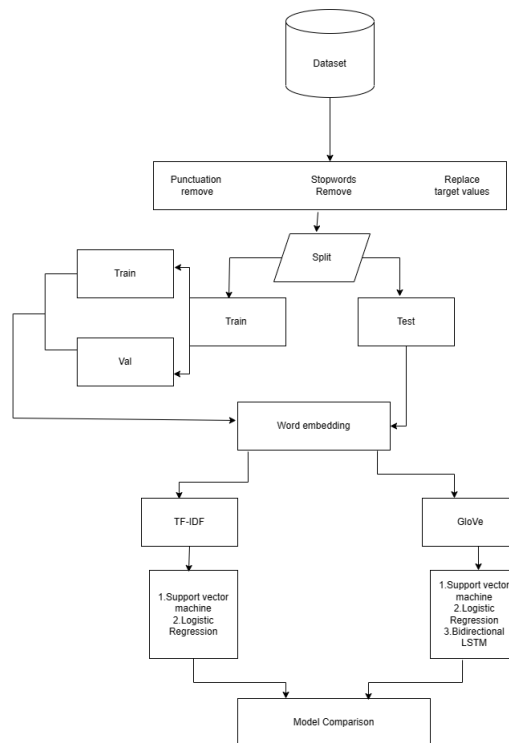 Dataset
Punctuation
remove
Stopwords
Remove
Replace
target values
Split
Train
Train
Test
Val
Word embedding
TF-IDF
GloVe
1.Support vector
machine
2.Logistic
Regression
1.Support vector
machine
2.Logistic
Regression
3.Bidirectional
LSTM
Model Comparison